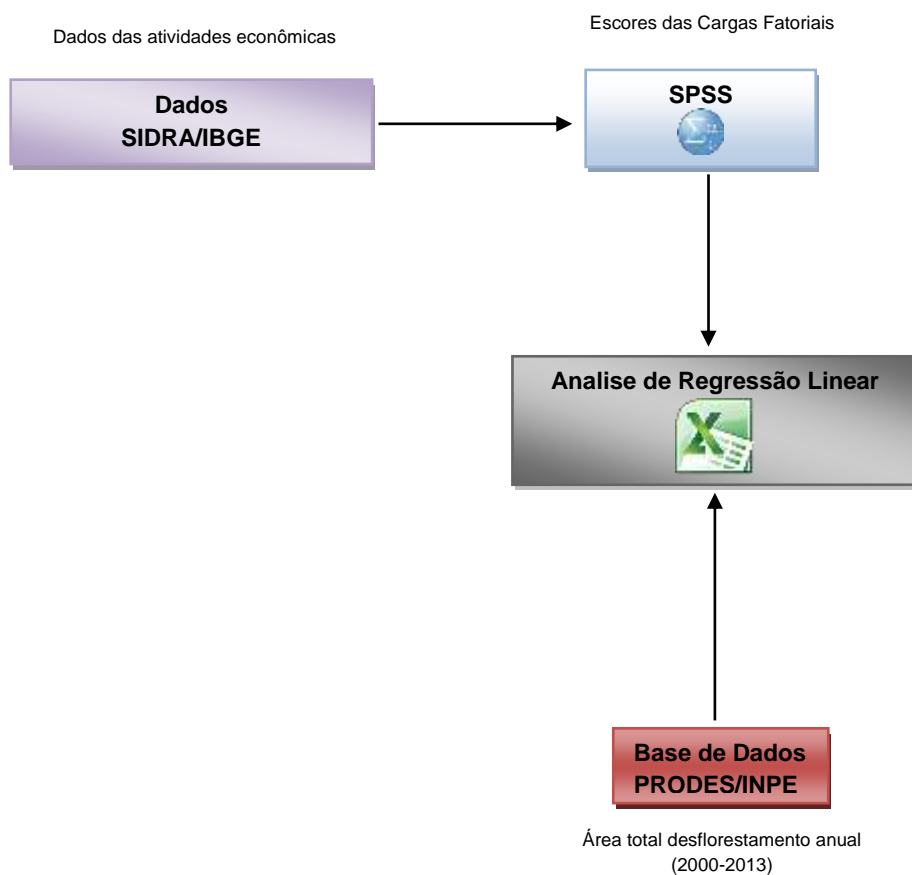 Dados das atividades econômicas
Escores das Cargas Fatoriais
Dados
SIDRA/IBGE
SPSS
Analise de Regressão Linear
Base de Dados
PRODES/INPE
Área total desflorestamento anual
(2000-2013)